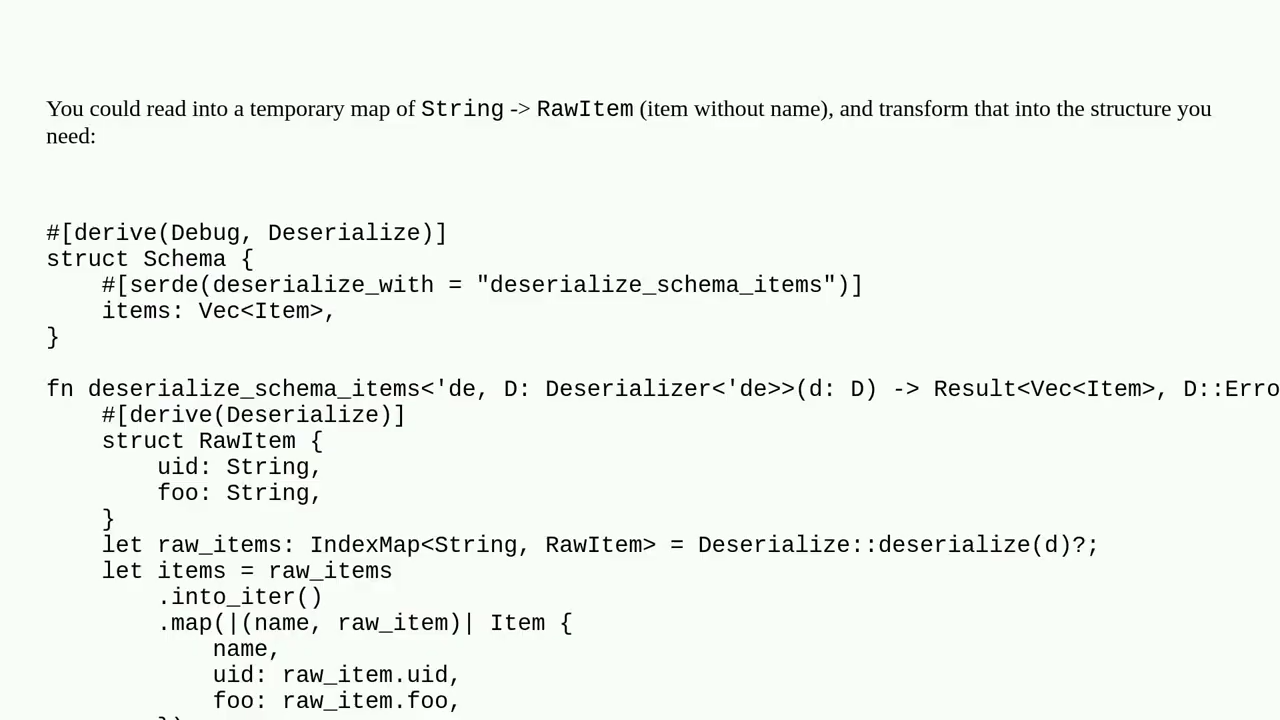 You could read into a temporary map of String -> RawItem (item without name), and transform that into the structure you
need:
#[derive(Debug, Deserialize)]
struct Schema {
    #[serde(deserialize_with = "deserialize_schema_items")]
    items: Vec<Item>,
}
fn deserialize_schema_items<'de, D: Deserializer<'de>>(d: D) -> Result<Vec<Item>, D::Erro
    #[derive(Deserialize)]
    struct RawItem {
        uid: String,
        foo: String,
    }
    let raw_items: IndexMap<String, RawItem> = Deserialize::deserialize(d)?;
    let items = raw_items
        .into_iter()
        .map(|(name, raw_item)| Item {
            name,
            uid: raw_item.uid,
            foo: raw_item.foo,